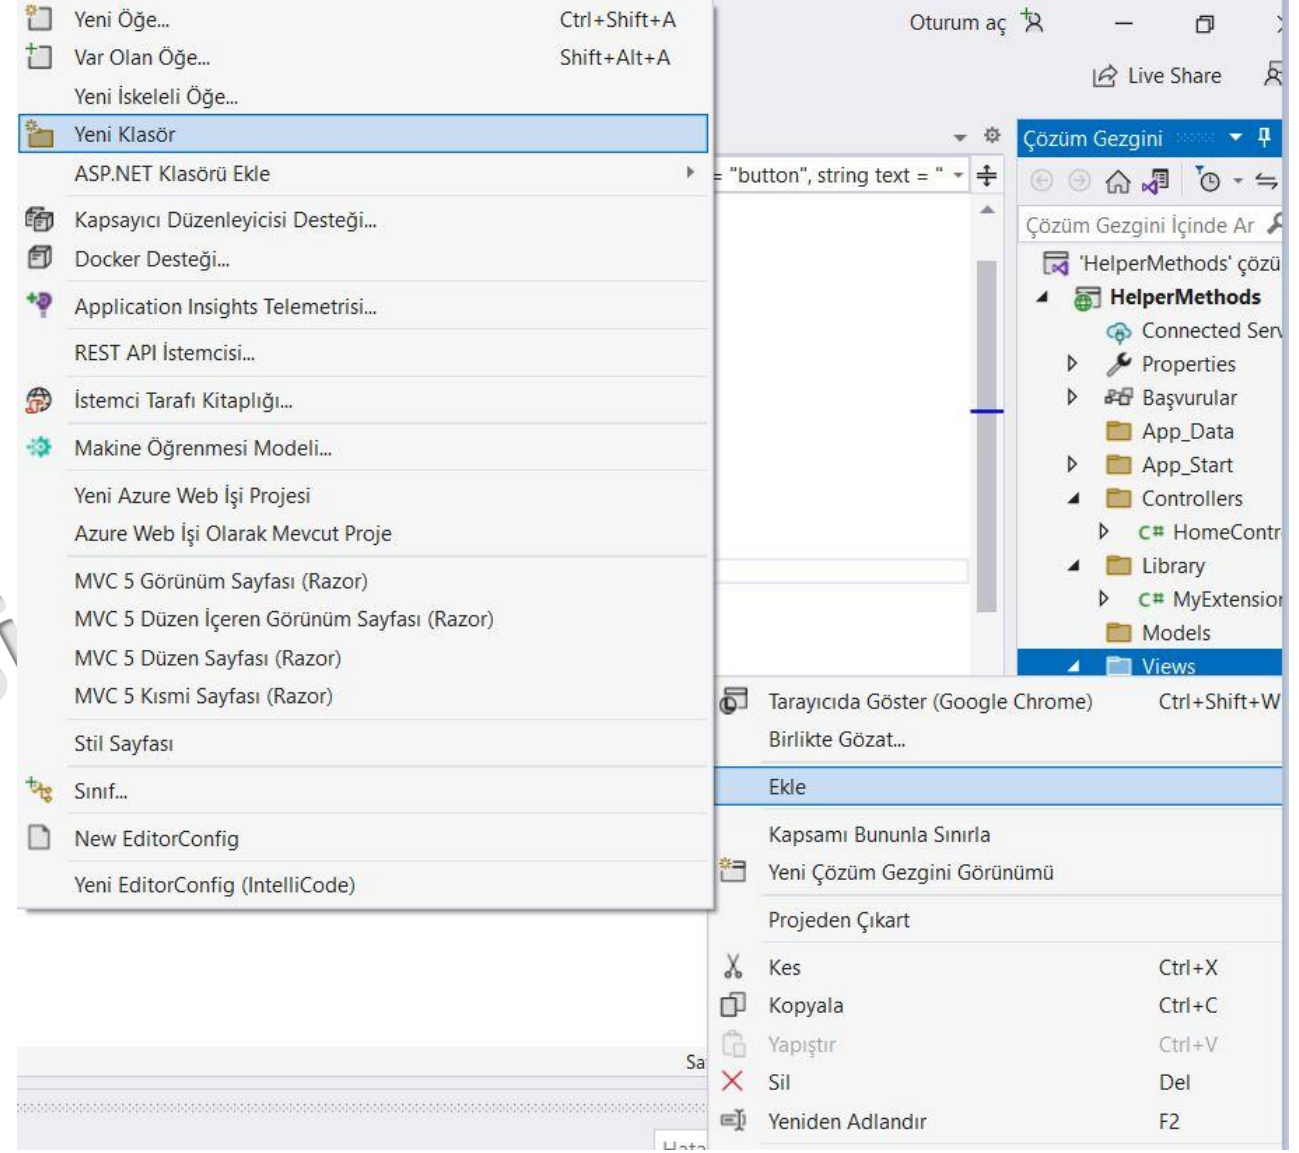 Yeni Öğe... Ctrl+Shift+A
Var Olan Öğe... Shift+Alt+A
Yeni İskeleli Öğe...
Yeni Klasör
ASP.NET Klasörü Ekle
Kapsayıcı Düzenleyicisi Desteği...
Docker Desteği...
Application Insights Telemetrisi...
REST API İstemcisi...
İstemci Tarafı Kitaplığı...
Makine Öğrenmesi Modeli...
Yeni Azure Web İşi Projesi
Azure Web İşi Olarak Mevcut Proje
MVC 5 Görünüm Sayfası (Razor)
MVC 5 Düzen İçeren Görünüm Sayfası (Razor)
MVC 5 Düzen Sayfası (Razor)
MVC 5 Kısmi Sayfası (Razor)
Stil Sayfası
Sınıf...
New EditorConfig
Yeni EditorConfig (IntelliCode)
Oturum aç
Live Share
= "button", string text = "
Çözüm Gezgini
Çözüm Gezgini İçinde Ar
'HelperMethods' çözü
HelperMethods
Connected Serv
Properties
Başvurular
App_Data
App_Start
Controllers
C# HomeContr
Library
C# MyExtension
Models
Views
Tarayıcıda Göster (Google Chrome) Ctrl+Shift+W
Birlikte Gözat...
Ekle
Kapsamı Bununla Sınırla
Yeni Çözüm Gezgini Görünümü
Projeden Çıkart
Kes Ctrl+X
Kopyala Ctrl+C
Yapıştır Ctrl+V
Sil Del
Yeniden Adlandır F2
Sa